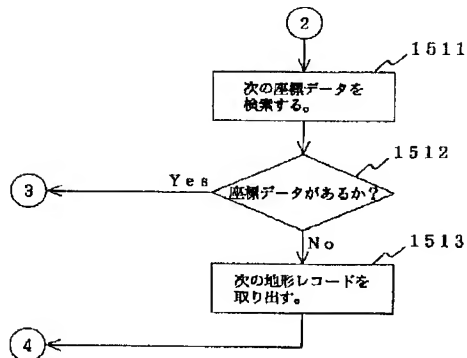 2
1511
次の座標データを
検索する。
1512
座標データがあるか?
Yes
3
No
1513
次の地形レコードを
取り出す。
4